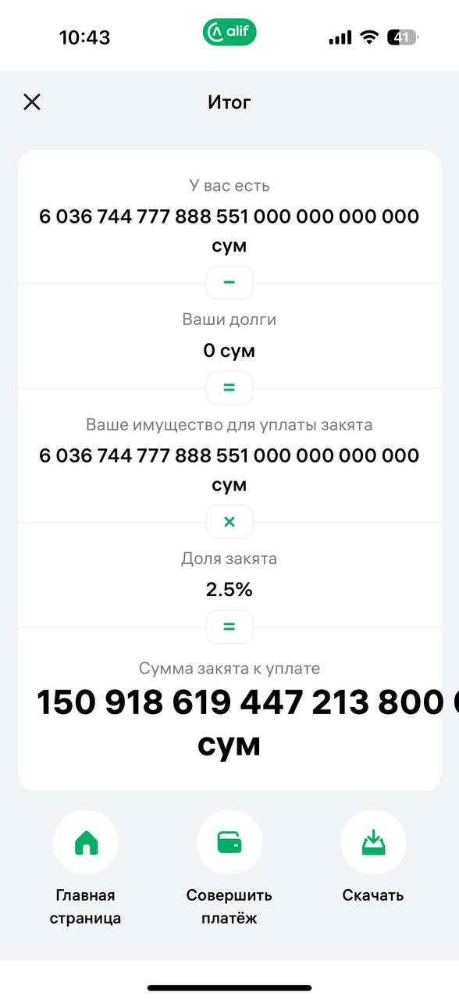 10:43
alif
41
Итог
У вас есть
6 036 744 777 888 551 000 000 000 000
сум
−
Ваши долги
0 сум
=
Ваше имущество для уплаты закята
6 036 744 777 888 551 000 000 000 000
сум
×
Доля закята
2.5%
=
Сумма закята к уплате
150 918 619 447 213 800
сум
Главная
страница
Совершить
платёж
Скачать